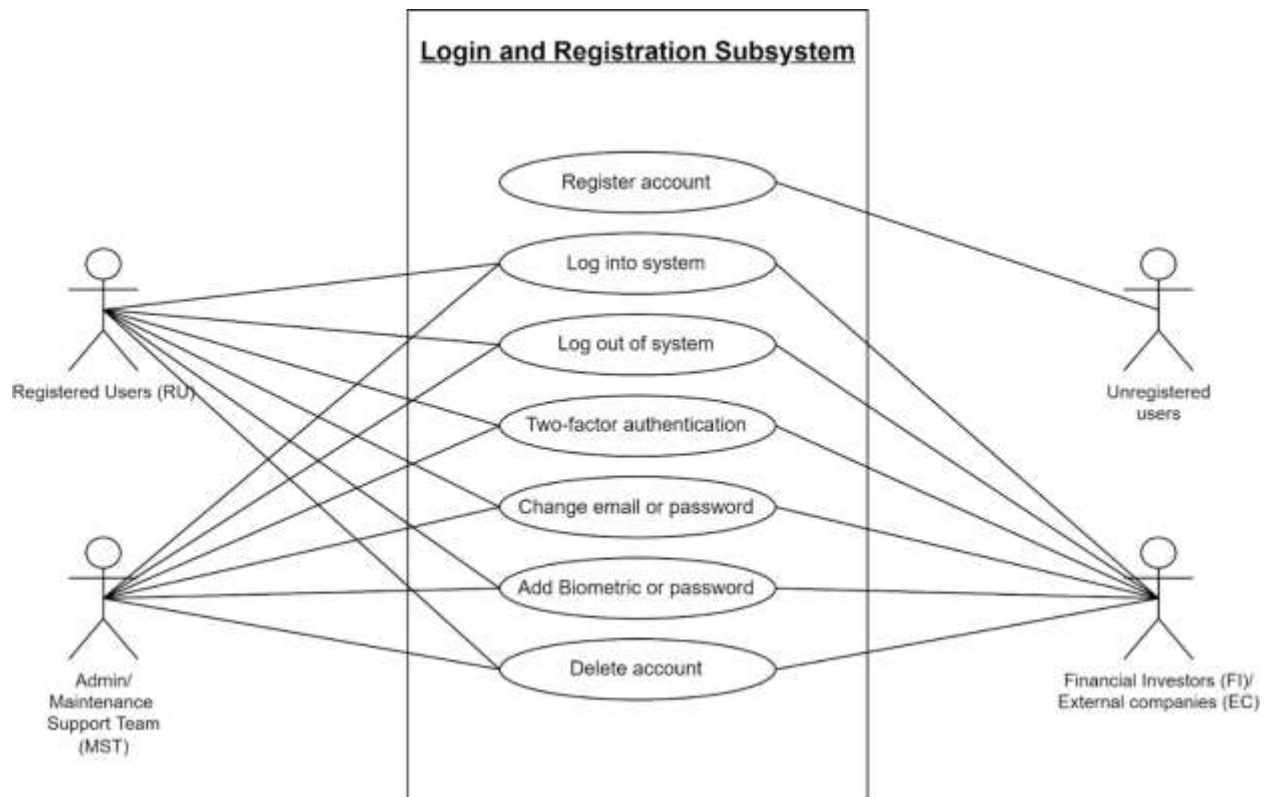 Login and Registration Subsystem
Register account
Log into system
Log out of system
Two-factor authentication
Change email or password
Add Biometric or password
Delete account
Registered Users (RU)
Admin/
Maintenance
Support Team
(MST)
Unregistered
users
Financial Investors (FI)/
External companies (EC)